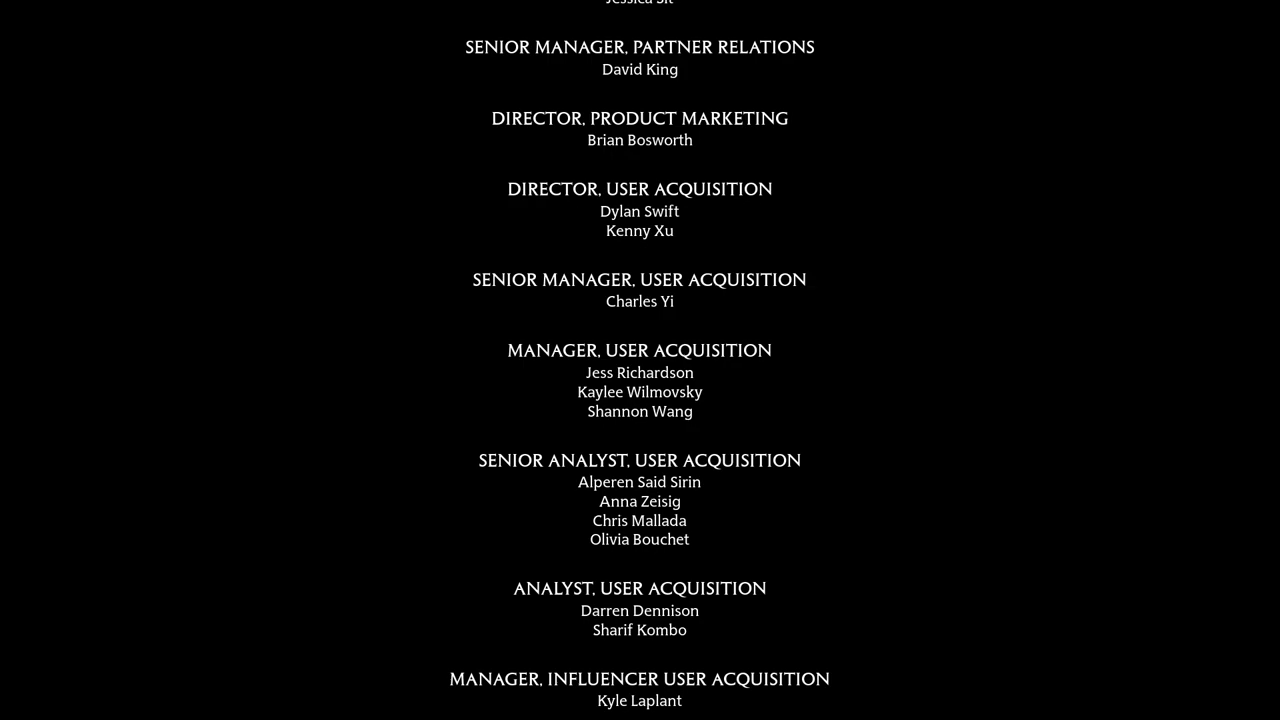 Jessica Sit
SENIOR MANAGER, PARTNER RELATIONS
David King
DIRECTOR, PRODUCT MARKETING
Brian Bosworth
DIRECTOR, USER ACQUISITION
Dylan Swift
Kenny Xu
SENIOR MANAGER, USER ACQUISITION
Charles Yi
MANAGER, USER ACQUISITION
Jess Richardson
Kaylee Wilmovsky
Shannon Wang
SENIOR ANALYST, USER ACQUISITION
Alperen Said Sirin
Anna Zeisig
Chris Mallada
Olivia Bouchet
ANALYST, USER ACQUISITION
Darren Dennison
Sharif Kombo
MANAGER, INFLUENCER USER ACQUISITION
Kyle Laplant